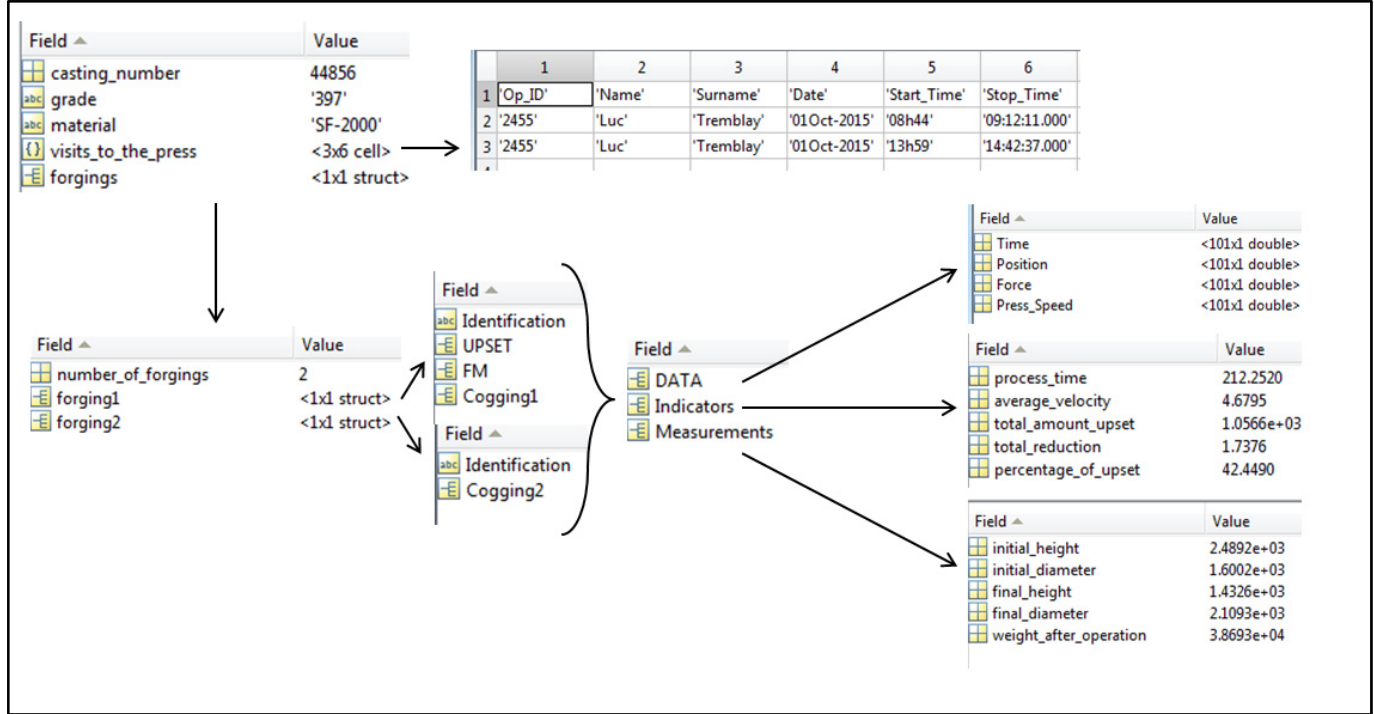 Field Value
casting_number 44856
abc grade '397'
abc material 'SF-2000'
{} visits_to_the_press <3x6 cell>
forgings <1x1 struct>
1 2 3 4 5 6
1 'Op_ID' 'Name' 'Surname' 'Date' 'Start_Time' 'Stop_Time'
2 '2455' 'Luc' 'Tremblay' '01Oct-2015' '08h44' '09:12:11.000'
3 '2455' 'Luc' 'Tremblay' '01Oct-2015' '13h59' '14:42:37.000'
Field Value
number_of_forgings 2
forging1 <1x1 struct>
forging2 <1x1 struct>
Field
abc Identification
UPSET
FM
Cogging1
Field
abc Identification
Cogging2
Field
DATA
Indicators
Measurements
Field Value
Time <101x1 double>
Position <101x1 double>
Force <101x1 double>
Press_Speed <101x1 double>
Field Value
process_time 212.2520
average_velocity 4.6795
total_amount_upset 1.0566e+03
total_reduction 1.7376
percentage_of_upset 42.4490
Field Value
initial_height 2.4892e+03
initial_diameter 1.6002e+03
final_height 1.4326e+03
final_diameter 2.1093e+03
weight_after_operation 3.8693e+04